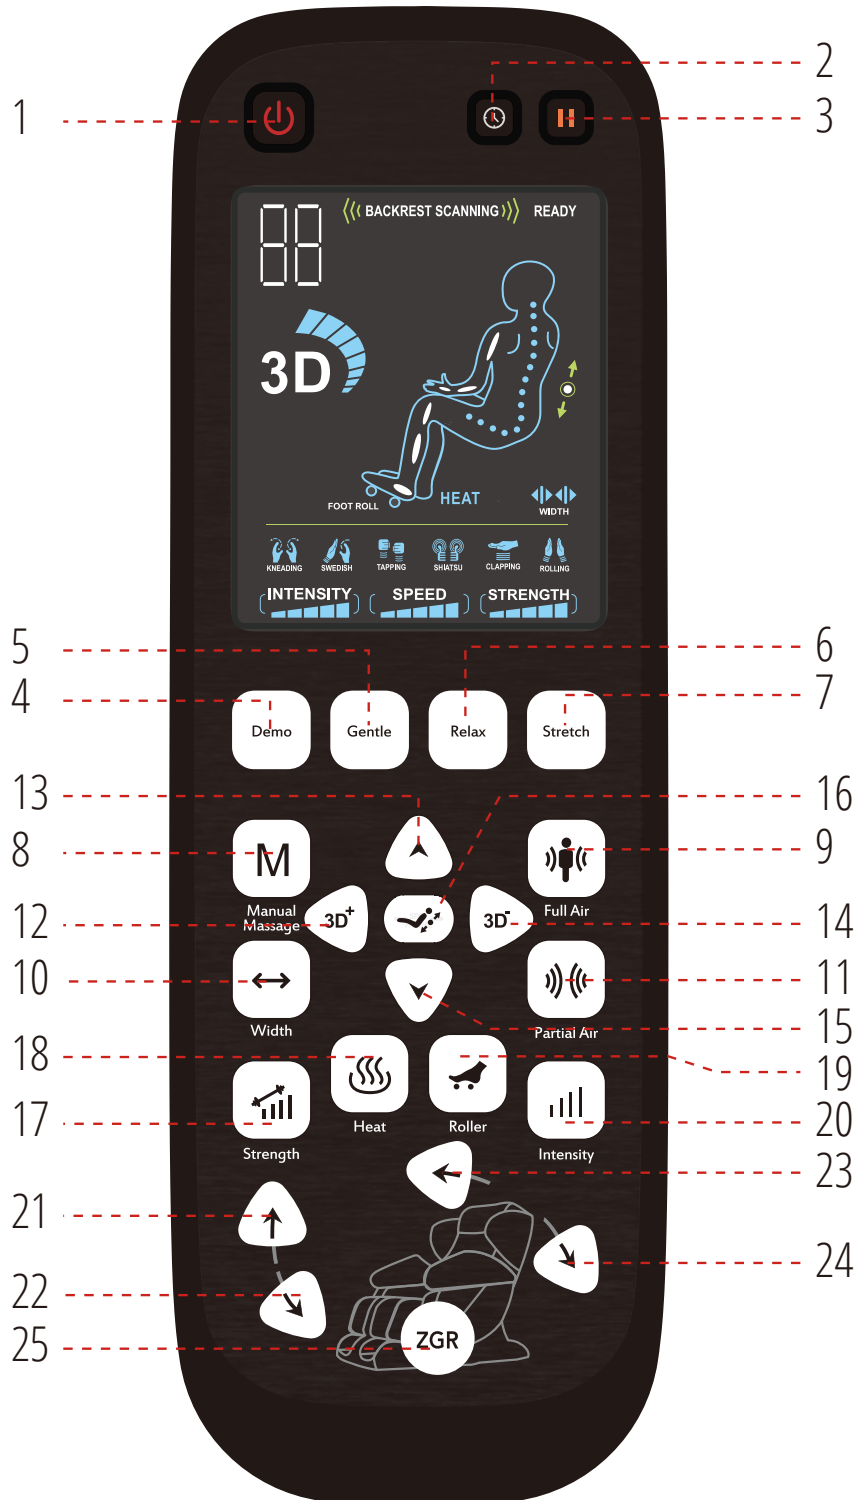 2
1
3
BACKREST SCANNING
READY
88
3D
HEAT
FOOT ROLL
WIDTH
KNEADING
SWEDISH
TAPPING
SHIATSU
CLAPPING
ROLLING
INTENSITY
SPEED
STRENGTH
5
6
4
7
Demo
Gentle
Relax
Stretch
13
16
8
9
M
Manual
Massage
Full Air
12
3D+
3D-
14
10
11
Width
Partial Air
15
18
19
17
20
Heat
Roller
Strength
Intensity
23
21
24
22
25
ZGR